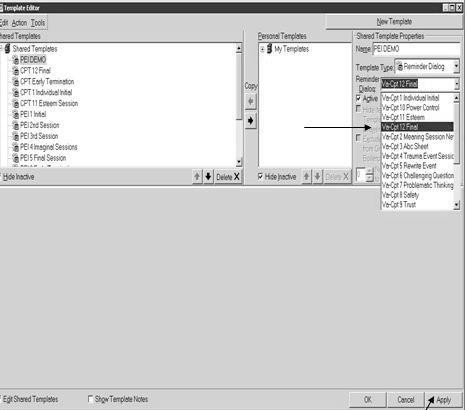 Template Editor
Edit Action Tools
New Template
Shared Templates
Personal Templates
Shared Template Properties
Shared Templates
PEI DEMO
CPT 12 Final
CPT Early Termination
CPT 1 Individual Initial
CPT 11 Esteem Session
PEI 1 Initial
PEI 2nd Session
PEI 3rd Session
PEI 4 Imaginal Sessions
PEI 5 Final Session
My Templates
Copy
Name: PEI DEMO
Template Type: Reminder Dialog
Reminder Dialog: Va-Cpt 12 Final
Active
Va-Cpt 1 Individual Initial
Va-Cpt 10 Power Control
Va-Cpt 11 Esteem
Va-Cpt 12 Final
Va-Cpt 2 Meaning Session
Va-Cpt 3 Abc Sheet
Va-Cpt 4 Trauma Event Sessio
Va-Cpt 5 Rewrite Event
Va-Cpt 6 Challenging Question
Va-Cpt 7 Problematic Thinking
Va-Cpt 8 Safety
Va-Cpt 9 Trust
Hide Inactive
Delete
Hide Inactive
Delete
Edit Shared Templates
Show Template Notes
OK
Cancel
Apply